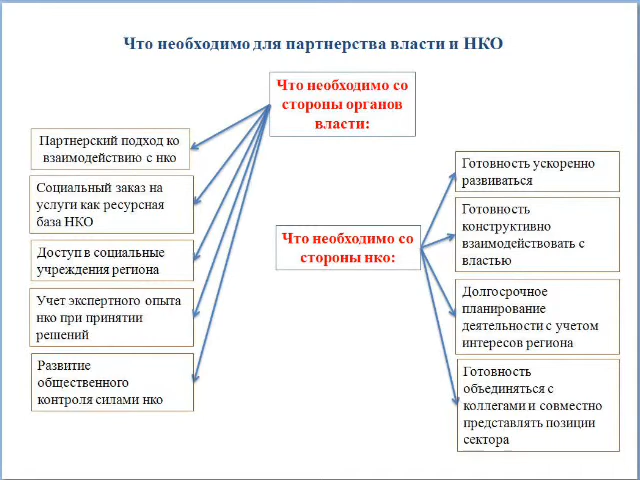 Что необходимо для партнерства власти и НКО
Что необходимо со
стороны органов
власти:
Партнерский подход ко
взаимодействию с нко
Социальный заказ на
услуги как ресурсная
база НКО
Доступ в социальные
учреждения региона
Учет экспертного опыта
нко при принятии
решений
Развитие
общественного
контроля силами нко
Что необходимо со
стороны нко:
Готовность ускоренно
развиваться
Готовность
конструктивно
взаимодействовать с
властью
Долгосрочное
планирование
деятельности с учетом
интересов региона
Готовность
объединяться с
коллегами и совместно
представлять позиции
сектора